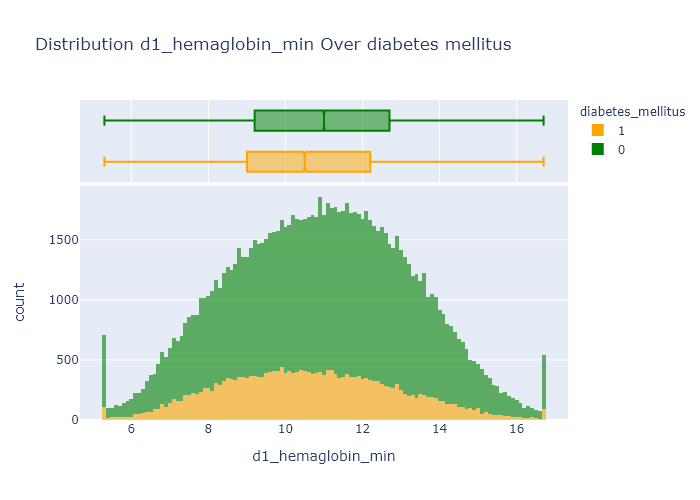 Distribution d1_hemaglobin_min Over diabetes mellitus
diabetes_mellitus
1
0
1500
1000
500
0
count
6 8 10 12 14 16
d1_hemaglobin_min